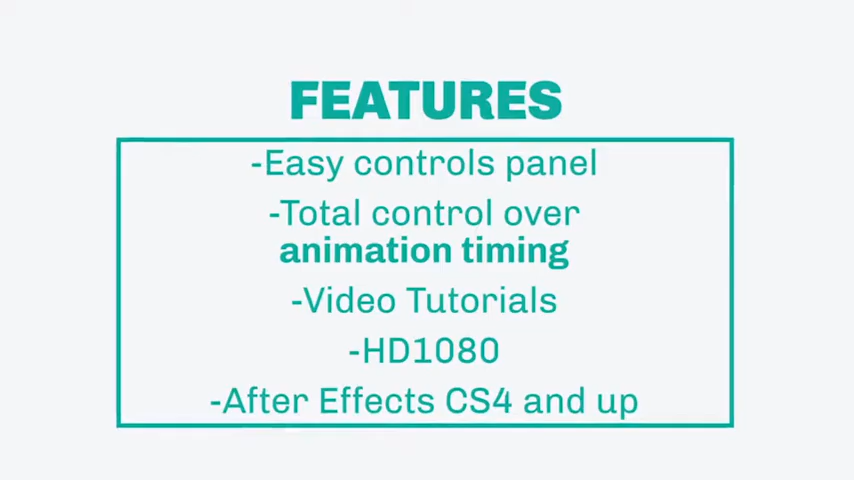 FEATURES
-Easy controls panel
-Total control over
animation timing
-Video Tutorials
-HD1080
-After Effects CS4 and up